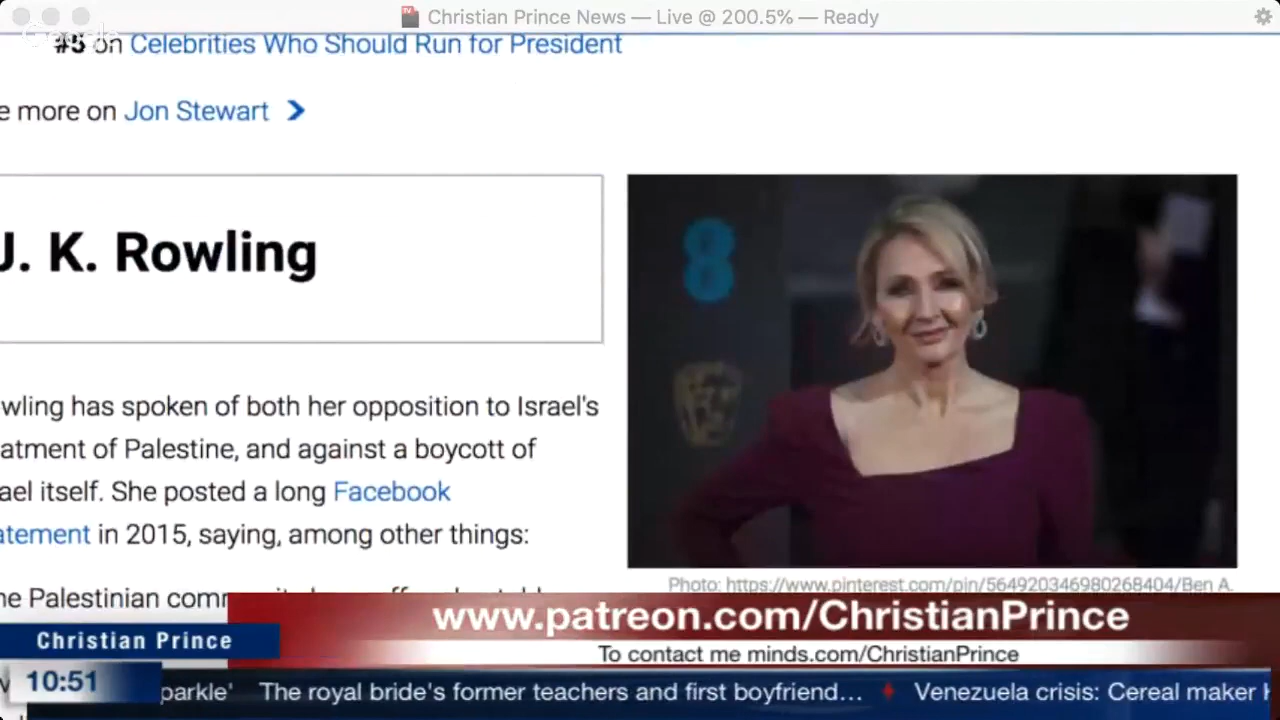 Christian Prince News — Live @ 200.5% — Ready
Google
#5 on Celebrities Who Should Run for President
e more on Jon Stewart
J. K. Rowling
wling has spoken of both her opposition to Israel's
atment of Palestine, and against a boycott of
ael itself. She posted a long Facebook
atement in 2015, saying, among other things:
Photo: https://www.pinterest.com/pin/564920346980268404/Ben A.
ne Palestinian comm
www.patreon.com/ChristianPrince
Christian Prince
To contact me minds.com/ChristianPrince
10:51
parkle' The royal bride's former teachers and first boyfriend... Venezuela crisis: Cereal maker